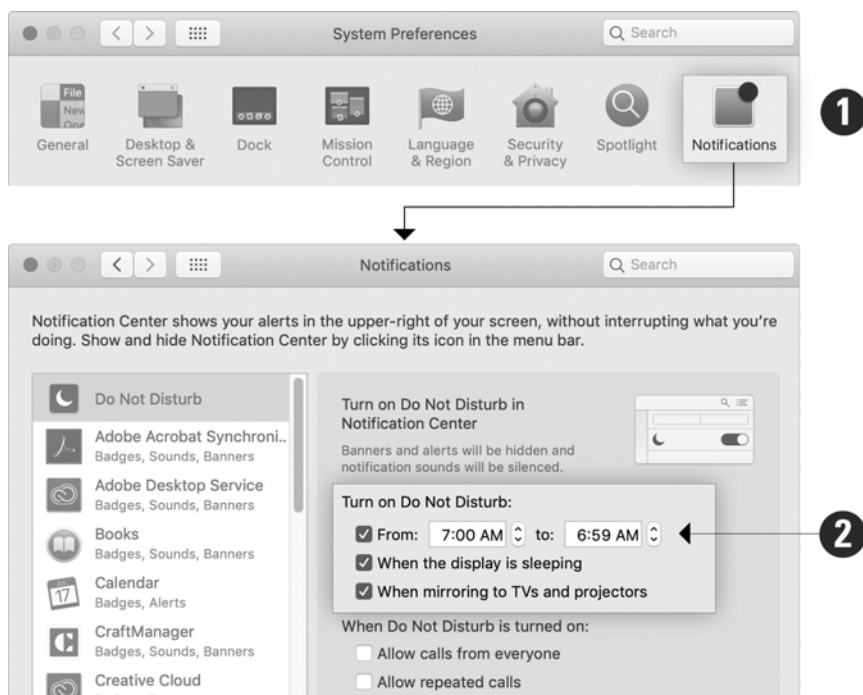 System Preferences
Search
File
New
General
Desktop &
Screen Saver
Dock
Mission
Control
Language
& Region
Security
& Privacy
Spotlight
Notifications
1
Notifications
Search
Notification Center shows your alerts in the upper-right of your screen, without interrupting what you're
doing. Show and hide Notification Center by clicking its icon in the menu bar.
Do Not Disturb
Adobe Acrobat Synchroni..
Badges, Sounds, Banners
Adobe Desktop Service
Badges, Sounds, Banners
Books
Badges, Sounds, Banners
17
Calendar
Badges, Alerts
CraftManager
Badges, Sounds, Banners
Creative Cloud
Turn on Do Not Disturb in
Notification Center
Banners and alerts will be hidden and
notification sounds will be silenced.
Turn on Do Not Disturb:
From: 7:00 AM to: 6:59 AM
2
When the display is sleeping
When mirroring to TVs and projectors
When Do Not Disturb is turned on:
Allow calls from everyone
Allow repeated calls